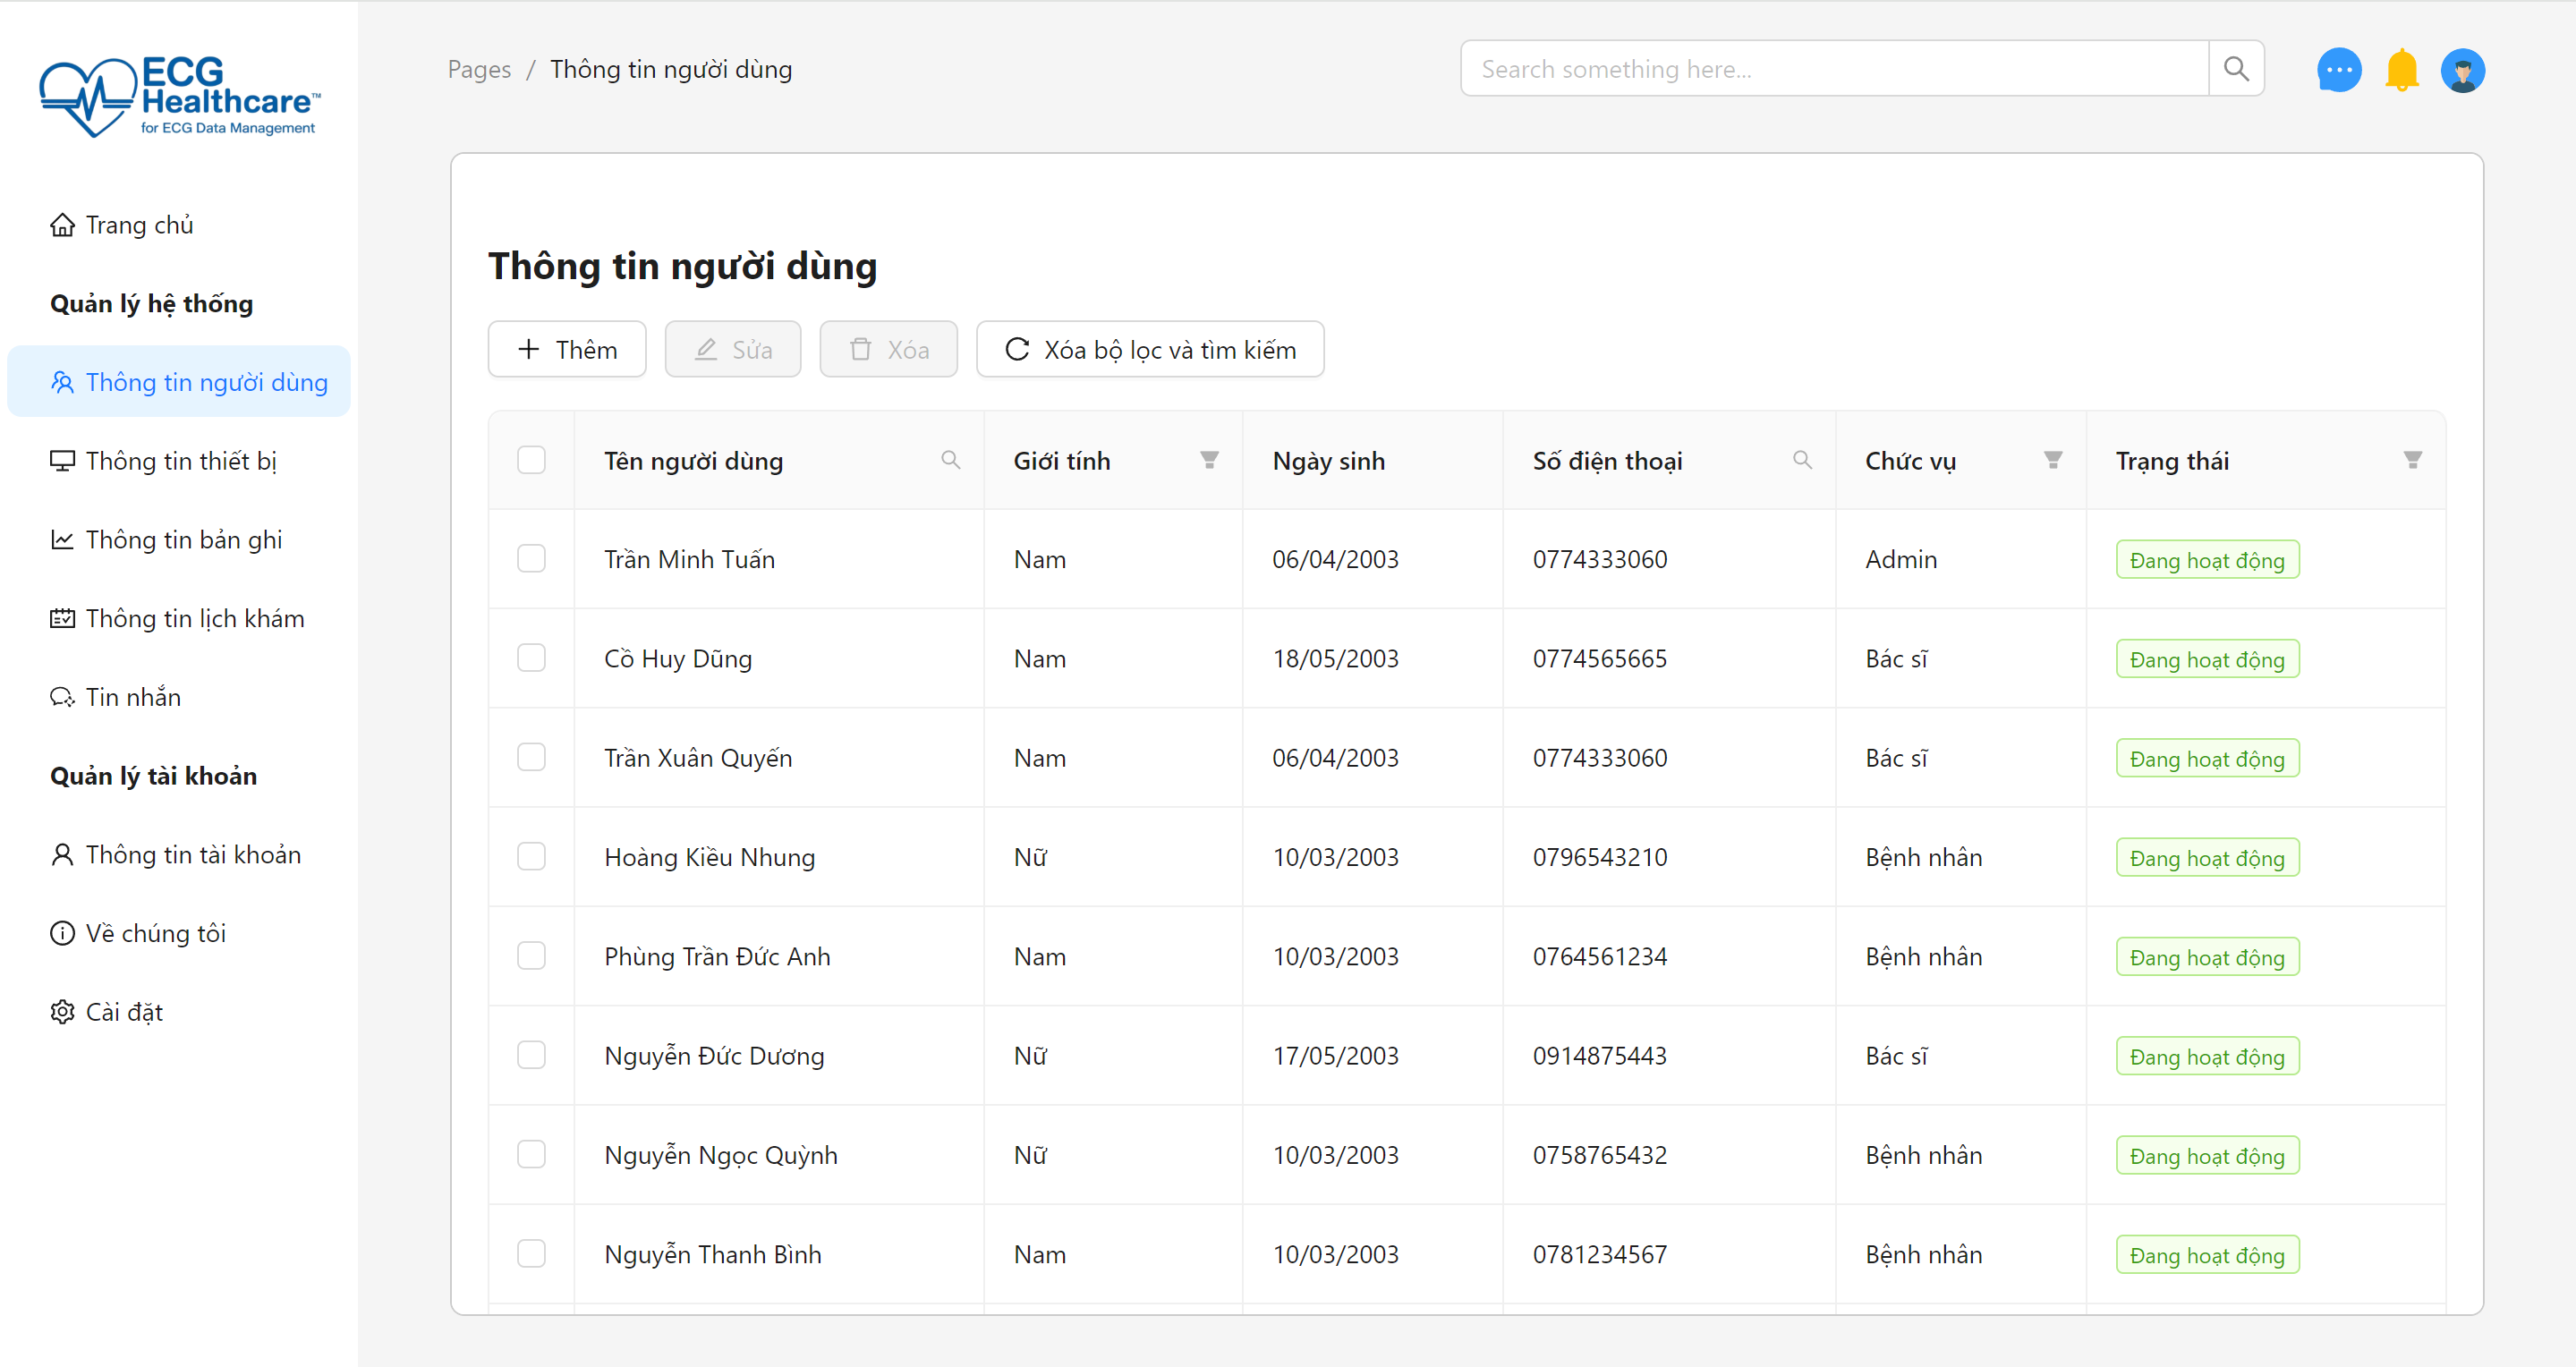 ECG
Healthcare™
for ECG Data Management
Trang chủ
Quản lý hệ thống
Thông tin người dùng
Thông tin thiết bị
Thông tin bản ghi
Thông tin lịch khám
Tin nhắn
Quản lý tài khoản
Thông tin tài khoản
Về chúng tôi
Cài đặt
Pages / Thông tin người dùng
Search something here...
Thông tin người dùng
Thêm Sửa Xóa Xóa bộ lọc và tìm kiếm
Tên người dùng Giới tính Ngày sinh Số điện thoại Chức vụ Trạng thái
Trần Minh Tuấn Nam 06/04/2003 0774333060 Admin Đang hoạt động
Cồ Huy Dũng Nam 18/05/2003 0774565665 Bác sĩ Đang hoạt động
Trần Xuân Quyến Nam 06/04/2003 0774333060 Bác sĩ Đang hoạt động
Hoàng Kiều Nhung Nữ 10/03/2003 0796543210 Bệnh nhân Đang hoạt động
Phùng Trần Đức Anh Nam 10/03/2003 0764561234 Bệnh nhân Đang hoạt động
Nguyễn Đức Dương Nữ 17/05/2003 0914875443 Bác sĩ Đang hoạt động
Nguyễn Ngọc Quỳnh Nữ 10/03/2003 0758765432 Bệnh nhân Đang hoạt động
Nguyễn Thanh Bình Nam 10/03/2003 0781234567 Bệnh nhân Đang hoạt động